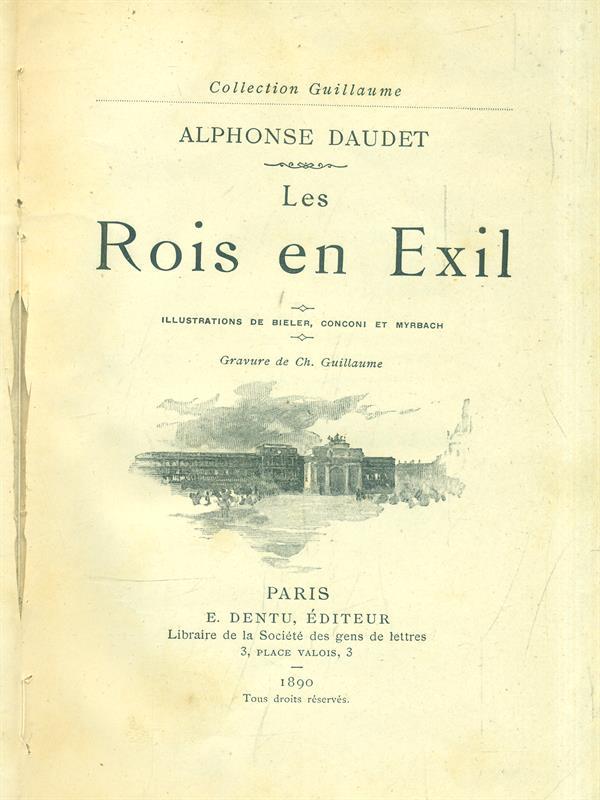 Collection Guillaume
ALPHONSE DAUDET
Les
Rois en Exil
ILLUSTRATIONS DE BIELER, CONCONI ET MYRBACH
Gravure de Ch. Guillaume
PARIS
E. DENTU, ÉDITEUR
Libraire de la Société des gens de lettres
3, PLACE VALOIS, 3
1890
Tous droits réservés.